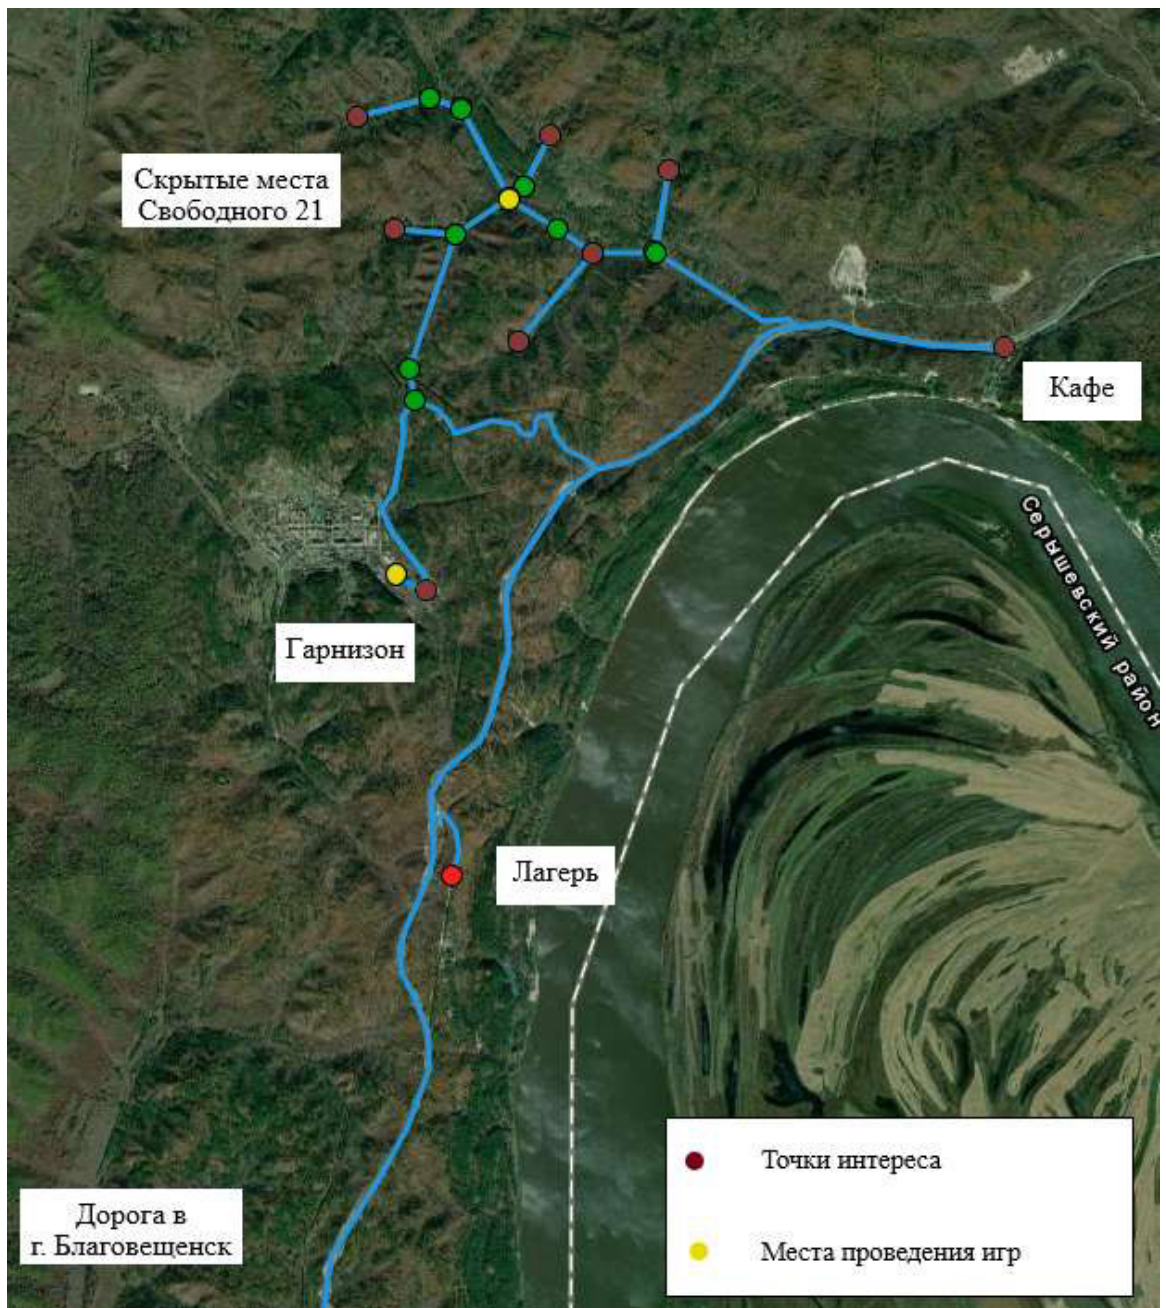 Скрытые места
Свободного 21
Кафе
Серышевский район
Гарнизон
Лагерь
Точки интереса
Дорога в
г. Благовещенск
Места проведения игр